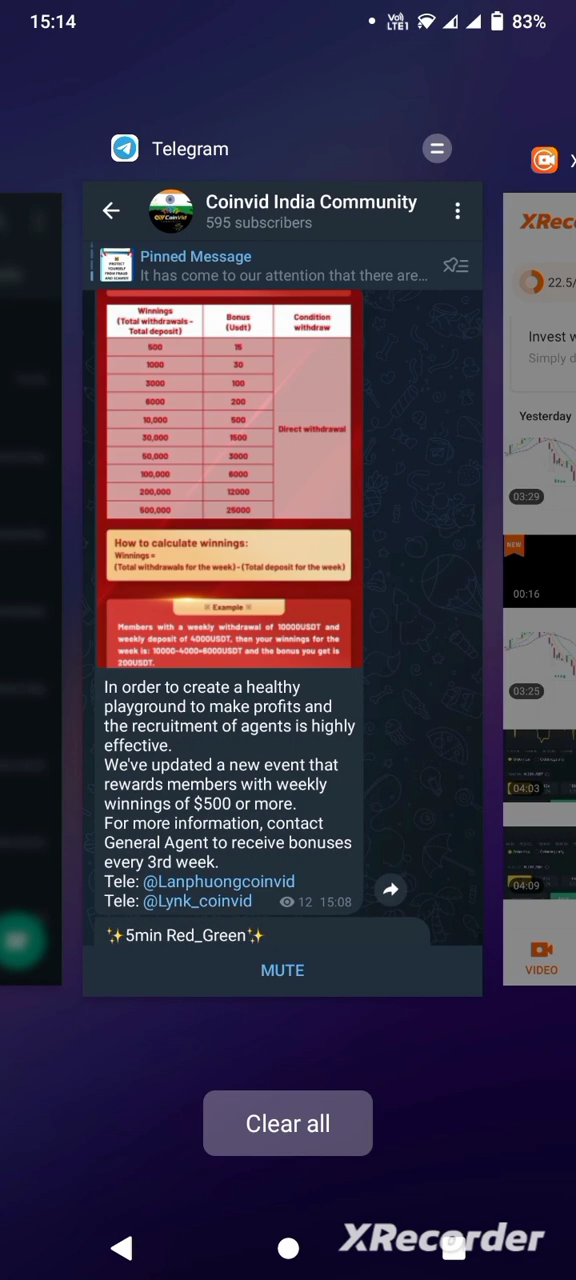 15:14
Vo) LTE1
83%
Telegram
Coinvid India Community
595 subscribers
Pinned Message
It has come to our attention that there are...
Winnings (Total withdrawals - Total deposit) Bonus (Usdt) Condition withdraw
500 15
1000 30
3000 100
6000 200
10,000 500
30,000 1500
50,000 3000
100,000 6000
200,000 12000
500,000 25000
Direct withdrawal
How to calculate winnings:
Winnings =
(Total withdrawals for the week) - (Total deposit for the week)
Example
Members with a weekly withdrawal of 10000USDT and
weekly deposit of 4000USDT, then your winnings for the
week is: 10000-4000=6000USDT and the bonus you get is
200USDT.
In order to create a healthy
playground to make profits and
the recruitment of agents is highly
effective.
We've updated a new event that
rewards members with weekly
winnings of $500 or more.
For more information, contact
General Agent to receive bonuses
every 3rd week.
Tele: @Lanphuongcoinvid
Tele: @Lynk_coinvid 12 15:08
✨5min Red_Green✨
MUTE
X
XRec
22.5/
Invest w
Simply d
Yesterday
03:29
NEW
00:16
03:25
04:03
04:09
VIDEO
Clear all
XRecorder